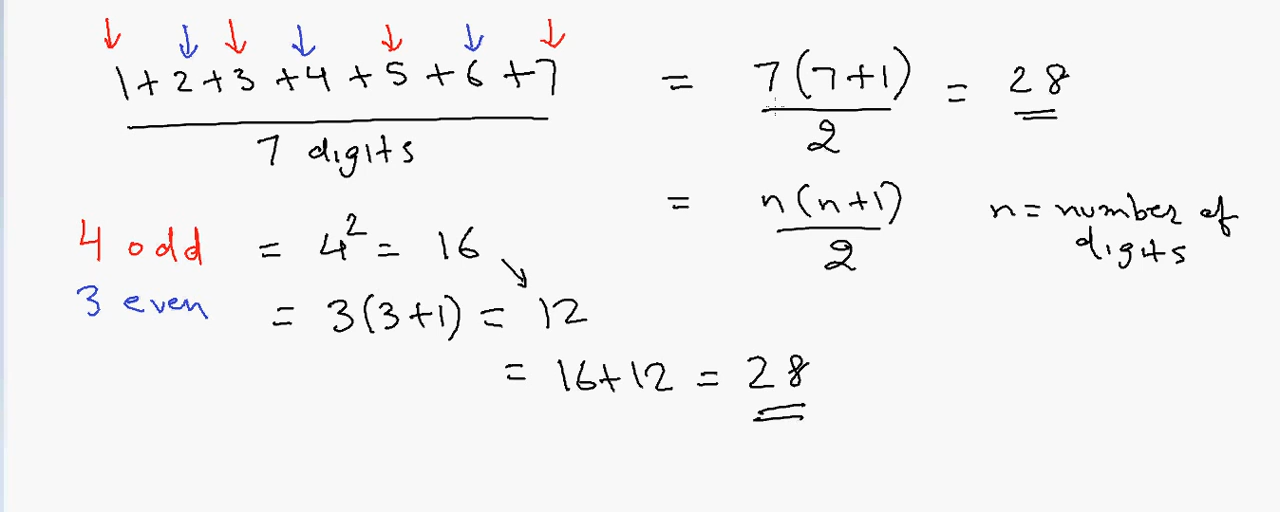 1+2+3+4+5+6+7 = 7(7+1)/2 = 28
7 digits
= n(n+1)/2 n=number of digits
4 odd = 4² = 16
3 even = 3(3+1) = 12
= 16+12 = 28